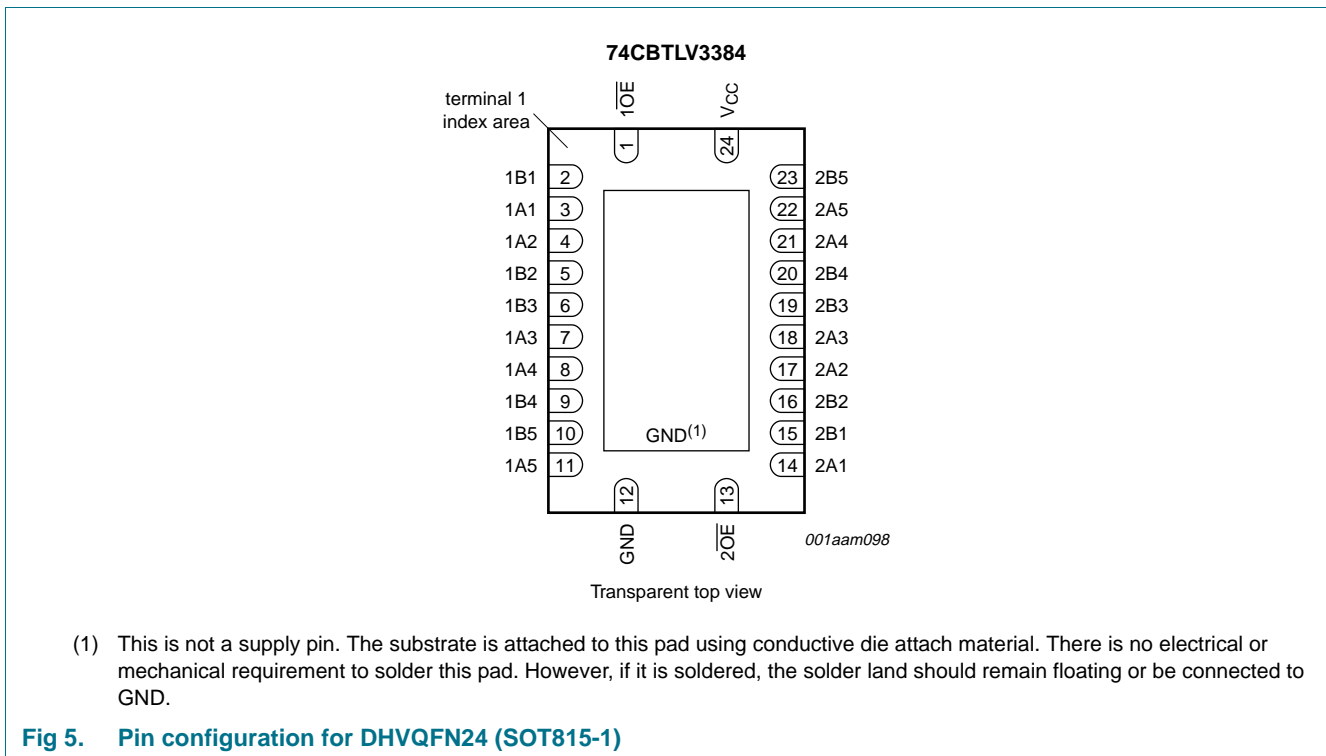 74CBTLV3384
terminal 1
index area
1OE
VCC
1
24
1B1 2
23 2B5
1A1 3
22 2A5
1A2 4
21 2A4
1B2 5
20 2B4
1B3 6
19 2B3
1A3 7
18 2A3
1A4 8
17 2A2
1B4 9
16 2B2
1B5 10
GND(1)
15 2B1
1A5 11
14 2A1
12
13
GND
2OE
001aam098
Transparent top view
(1) This is not a supply pin. The substrate is attached to this pad using conductive die attach material. There is no electrical or
mechanical requirement to solder this pad. However, if it is soldered, the solder land should remain floating or be connected to
GND.
Fig 5. Pin configuration for DHVQFN24 (SOT815-1)